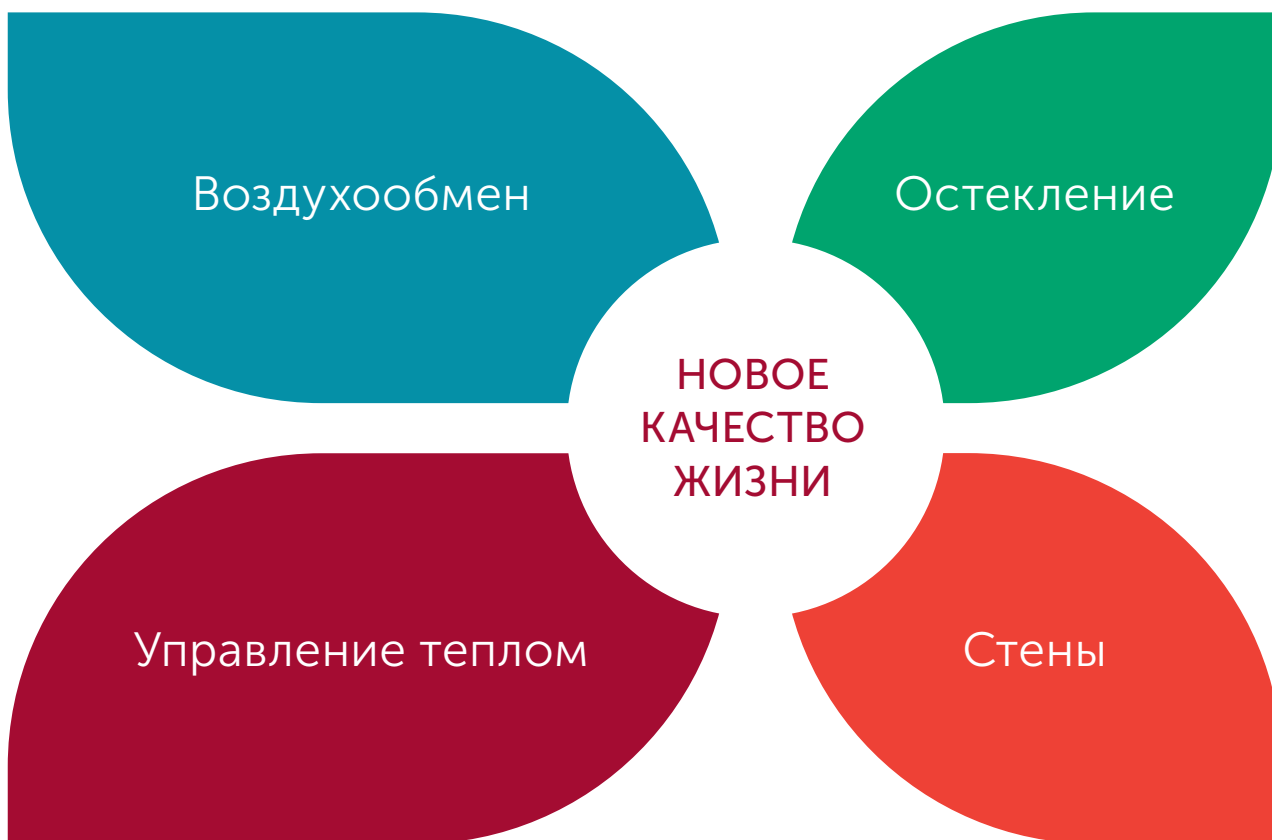 Воздухообмен
Остекление
НОВОЕ
КАЧЕСТВО
ЖИЗНИ
Управление теплом
Стены